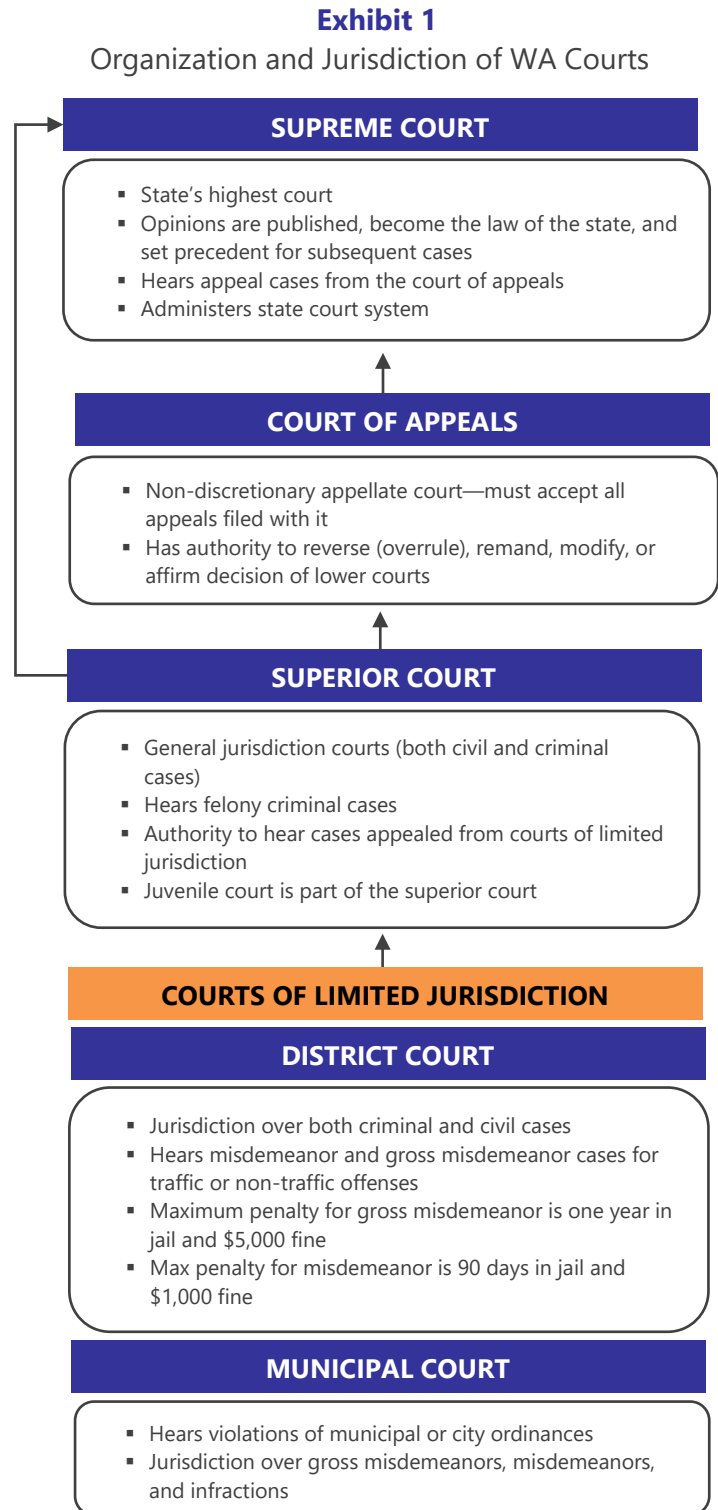 Exhibit 1
Organization and Jurisdiction of WA Courts
SUPREME COURT
▪ State’s highest court
▪ Opinions are published, become the law of the state, and
set precedent for subsequent cases
▪ Hears appeal cases from the court of appeals
▪ Administers state court system
COURT OF APPEALS
▪ Non-discretionary appellate court—must accept all
appeals filed with it
▪ Has authority to reverse (overrule), remand, modify, or
affirm decision of lower courts
SUPERIOR COURT
▪ General jurisdiction courts (both civil and criminal
cases)
▪ Hears felony criminal cases
▪ Authority to hear cases appealed from courts of limited
jurisdiction
▪ Juvenile court is part of the superior court
COURTS OF LIMITED JURISDICTION
DISTRICT COURT
▪ Jurisdiction over both criminal and civil cases
▪ Hears misdemeanor and gross misdemeanor cases for
traffic or non-traffic offenses
▪ Maximum penalty for gross misdemeanor is one year in
jail and $5,000 fine
▪ Max penalty for misdemeanor is 90 days in jail and
$1,000 fine
MUNICIPAL COURT
▪ Hears violations of municipal or city ordinances
▪ Jurisdiction over gross misdemeanors, misdemeanors,
and infractions